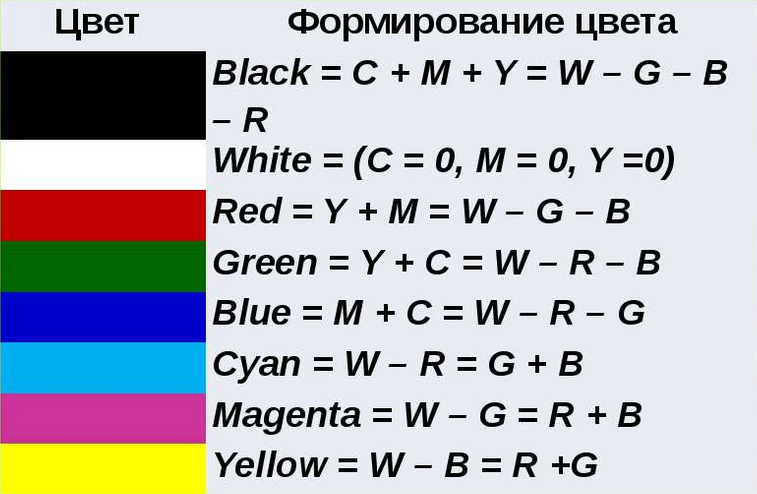 Цвет Формирование цвета
Black = C + M + Y = W – G – B
– R
White = (C = 0, M = 0, Y =0)
Red = Y + M = W – G – B
Green = Y + C = W – R – B
Blue = M + C = W – R – G
Cyan = W – R = G + B
Magenta = W – G = R + B
Yellow = W – B = R +G